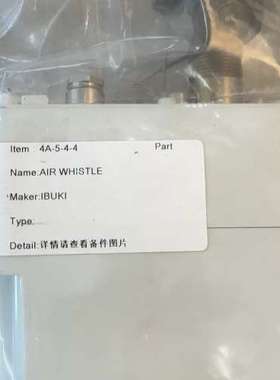 Item 4A-5-4-4 Part
Name:AIR WHISTLE
Maker:IBUKI
Type:
Detail:详情请查看备件图片